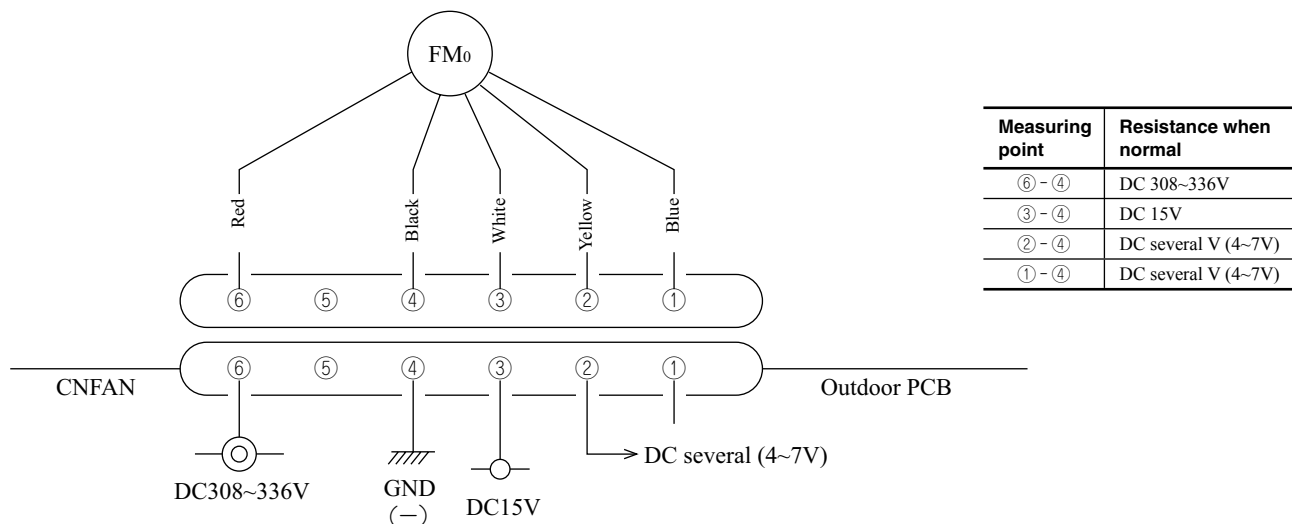 FM0
Red
Black
White
Yellow
Blue
⑥ ⑤ ④ ③ ② ①
⑥ ⑤ ④ ③ ② ①
CNFAN
Outdoor PCB
DC308~336V
GND
(−)
DC15V
DC several (4~7V)
Measuring point Resistance when normal
⑥-④ DC 308~336V
③-④ DC 15V
②-④ DC several V (4~7V)
①-④ DC several V (4~7V)